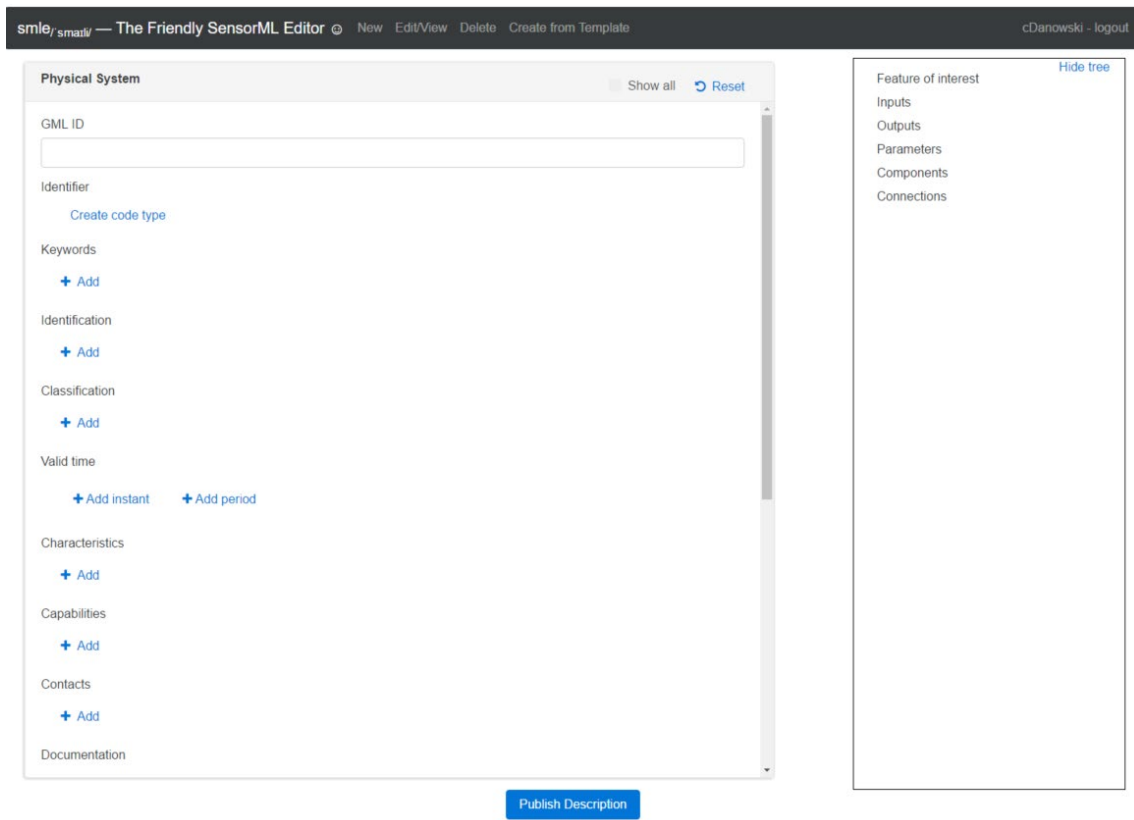 smle/ˈsmaɪli/ — The Friendly SensorML Editor ☺ New Edit/View Delete Create from Template cDanowski - logout
Physical System Show all Reset
GML ID
Identifier
Create code type
Keywords
+ Add
Identification
+ Add
Classification
+ Add
Valid time
+ Add instant + Add period
Characteristics
+ Add
Capabilities
+ Add
Contacts
+ Add
Documentation
Hide tree
Feature of interest
Inputs
Outputs
Parameters
Components
Connections
Publish Description